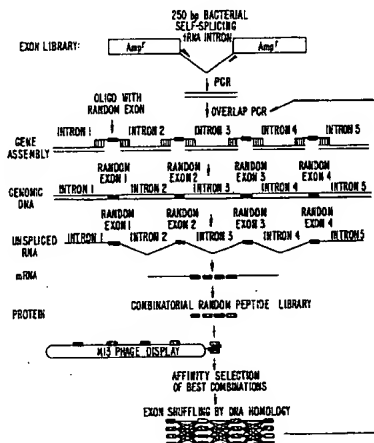 250 bp BACTERIAL
SELF-SPLICING
tRNA INTRON
EXON LIBRARY:
Ampʳ
Ampʳ
PCR
OLIGO WITH
RANDOM EXON
OVERLAP PCR
INTRON 1
INTRON 2
INTRON 3
INTRON 4
INTRON 5
GENE
ASSEMBLY
RANDOM
EXON 1
RANDOM
EXON 2
RANDOM
EXON 3
RANDOM
EXON 4
INTRON 1
INTRON 2
INTRON 3
INTRON 4
INTRON 5
GENOMIC
DNA
RANDOM
EXON 1
RANDOM
EXON 2
RANDOM
EXON 3
RANDOM
EXON 4
UNSPLICED
RNA
INTRON 1
INTRON 2
INTRON 3
INTRON 4
INTRON5
mRNA
COMBINATORIAL RANDOM PEPTIDE LIBRARY
PROTEIN
M13 PHAGE DISPLAY
AFFINITY SELECTION
OF BEST COMBINATIONS
EXON SHUFFLING BY DNA HOMOLOGY